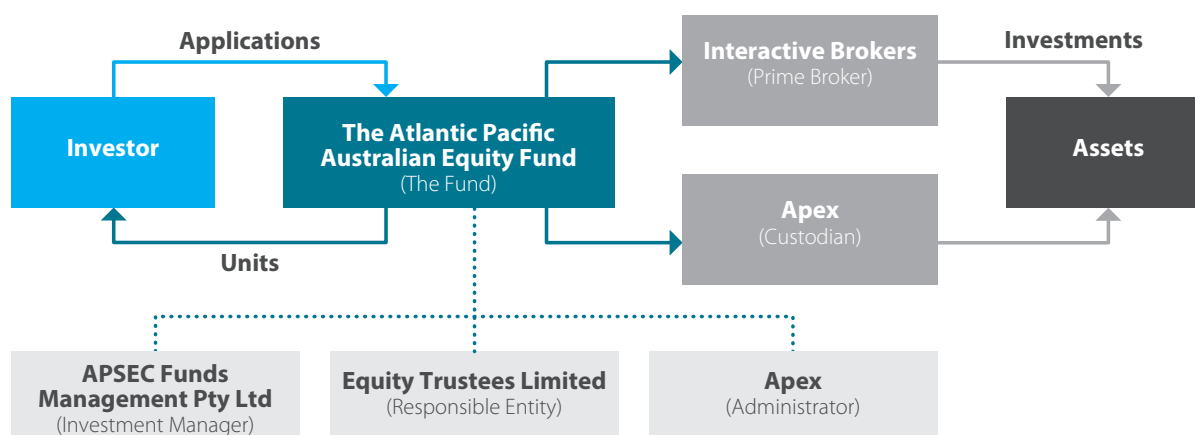 Applications
Investor
The Atlantic Pacific
Australian Equity Fund
(The Fund)
Units
Interactive Brokers
(Prime Broker)
Apex
(Custodian)
Investments
Assets
APSEC Funds
Management Pty Ltd
(Investment Manager)
Equity Trustees Limited
(Responsible Entity)
Apex
(Administrator)